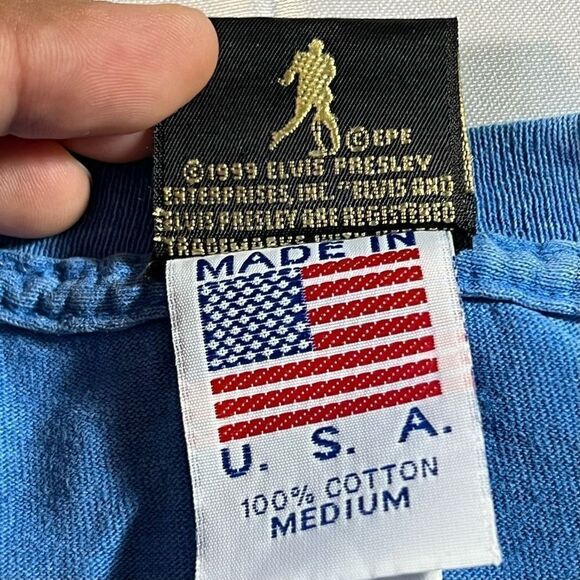 © EPE
© 1999 ELVIS PRESLEY
ENTERPRISES, INC. "ELVIS AND
ELVIS PRESLEY ARE REGISTERED
MADE IN
U. S. A.
100% COTTON
MEDIUM